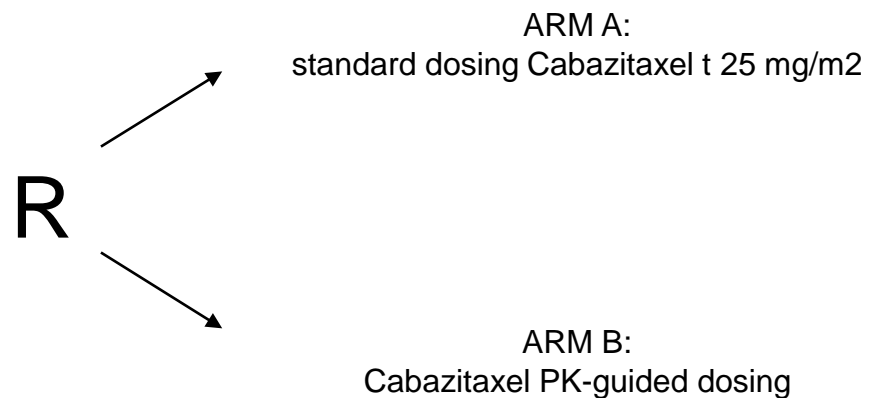 ARM A:
standard dosing Cabazitaxel t 25 mg/m2
R
ARM B:
Cabazitaxel PK-guided dosing